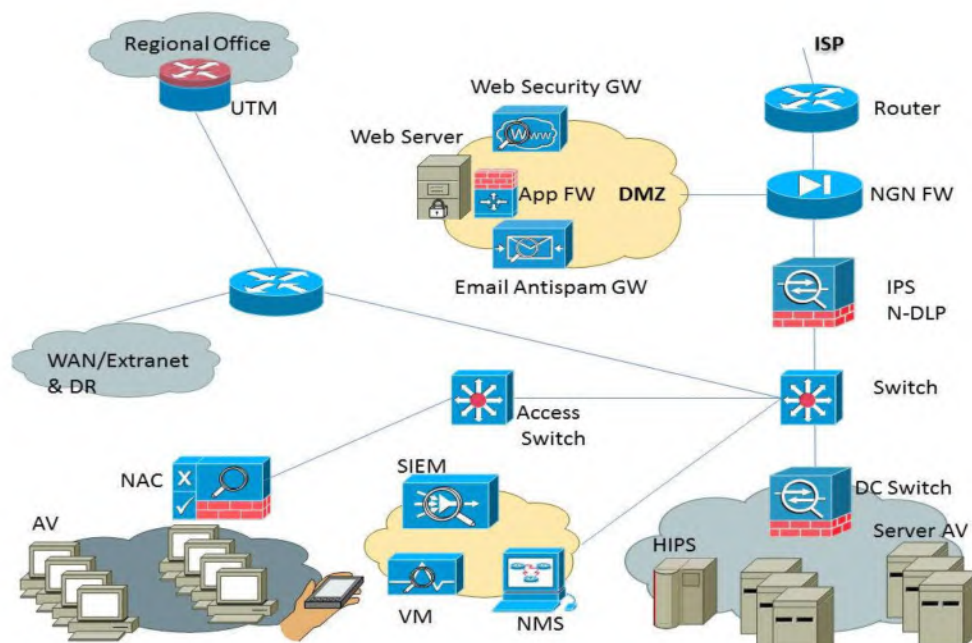 Regional Office
UTM
ISP
Web Security GW
Router
Web Server
WWW
App FW
DMZ
NGN FW
Email Antispam GW
IPS
N-DLP
WAN/Extranet
& DR
Switch
Access
Switch
NAC
X
SIEM
DC Switch
AV
HIPS
Server AV
VM
NMS